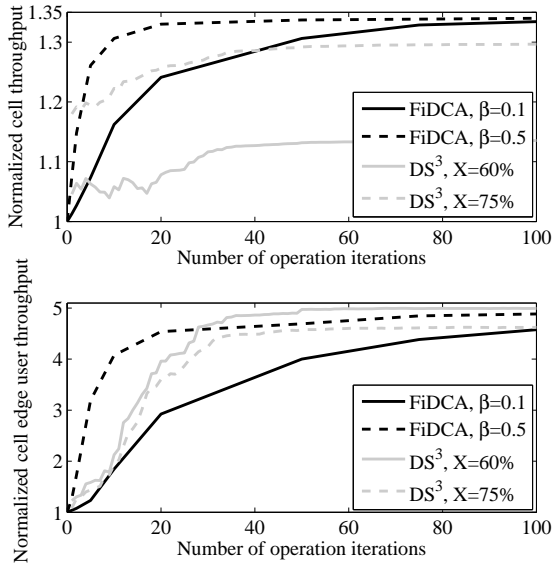 Normalized cell throughput
1.35
1.3
1.2
1.1
1
FiDCA, β=0.1
FiDCA, β=0.5
DS³, X=60%
DS³, X=75%
0 20 40 60 80 100
Number of operation iterations
Normalized cell edge user throughput
5
4
3
2
1
FiDCA, β=0.1
FiDCA, β=0.5
DS³, X=60%
DS³, X=75%
0 20 40 60 80 100
Number of operation iterations